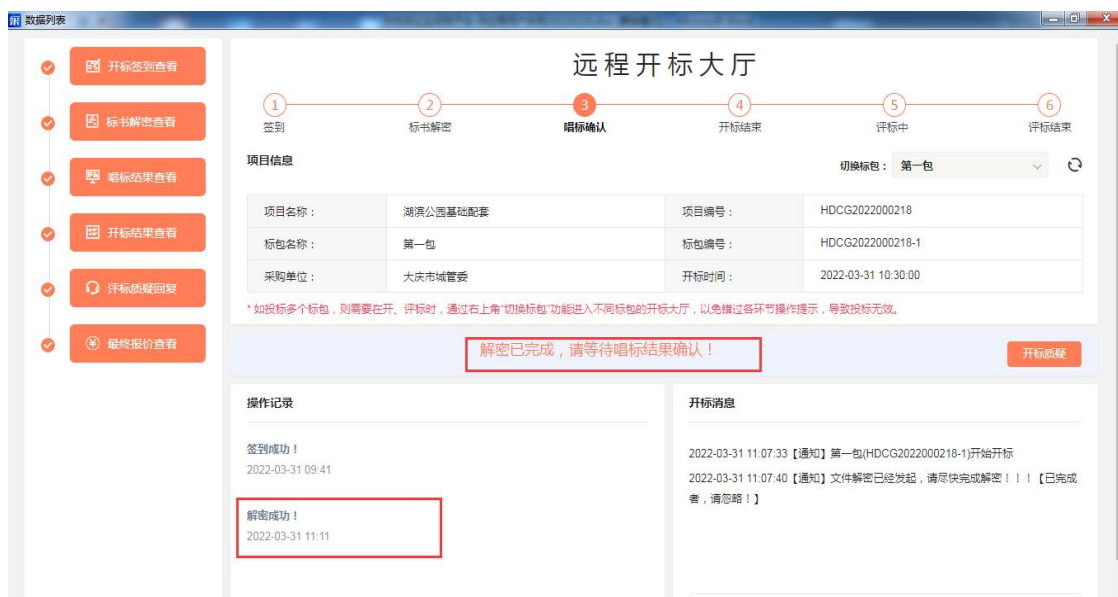 数据列表
开标签到查看
标书解密查看
唱标结果查看
开标结果查看
评标质疑回复
最终报价查看
远程开标大厅
1 2 3 4 5 6
签到 标书解密 唱标确认 开标结束 评标中 评标结束
项目信息 切换标包： 第一包
项目名称： 湖滨公园基础配套 项目编号： HDCG2022000218
标包名称： 第一包 标包编号： HDCG2022000218-1
采购单位： 大庆市城管委 开标时间： 2022-03-31 10:30:00
* 如投标多个标包，则需要在开、评标时，通过右上角“切换标包”功能进入不同标包的开标大厅，以免错过各环节操作提示，导致投标无效。
解密已完成，请等待唱标结果确认！ 开标质疑
操作记录
签到成功！
2022-03-31 09:41
解密成功！
2022-03-31 11:11
开标消息
2022-03-31 11:07:33【通知】第一包(HDCG2022000218-1)开始开标
2022-03-31 11:07:40【通知】文件解密已经发起，请尽快完成解密！！！【已完成
者，请忽略！】